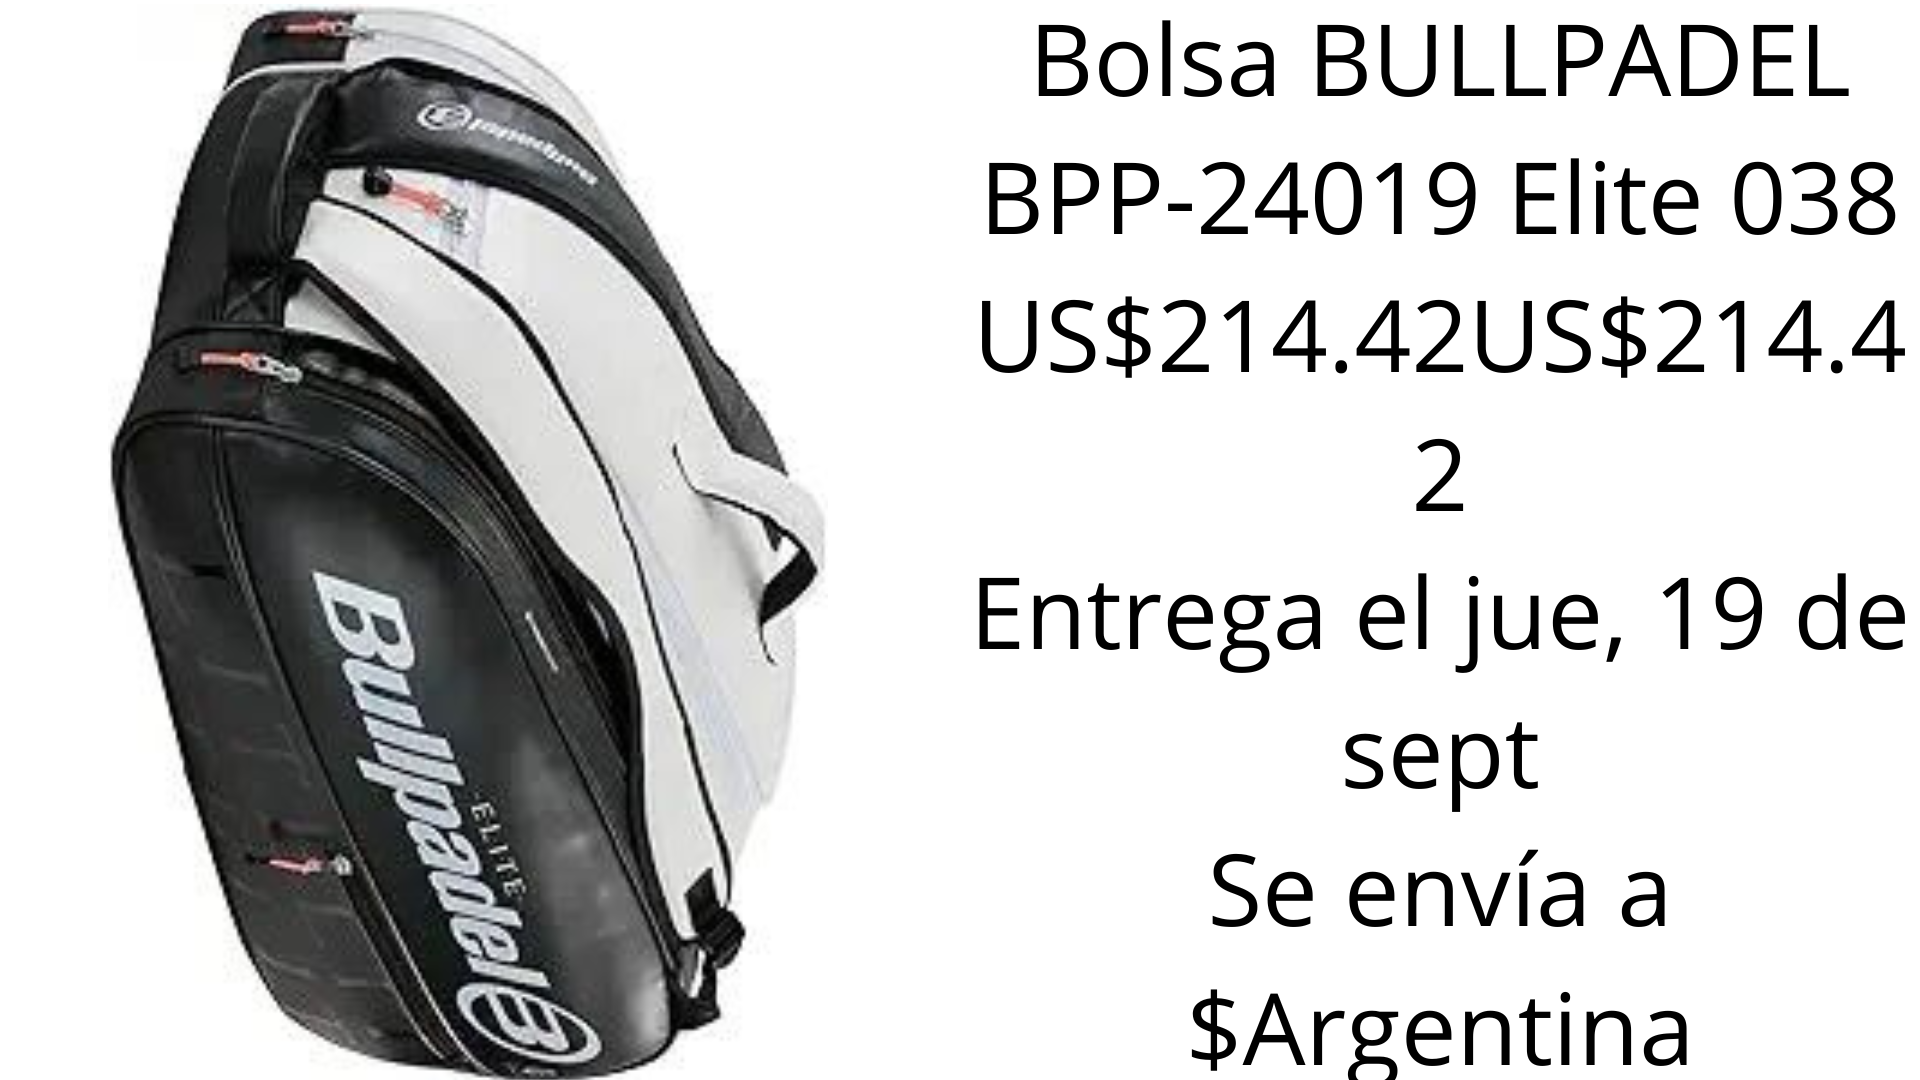 Bolsa BULLPADEL
BPP-24019 Elite 038
US$214.42US$214.4
2
Entrega el jue, 19 de
sept
Se envía a
$Argentina
Bullpadel
Bullpadel
ELITE